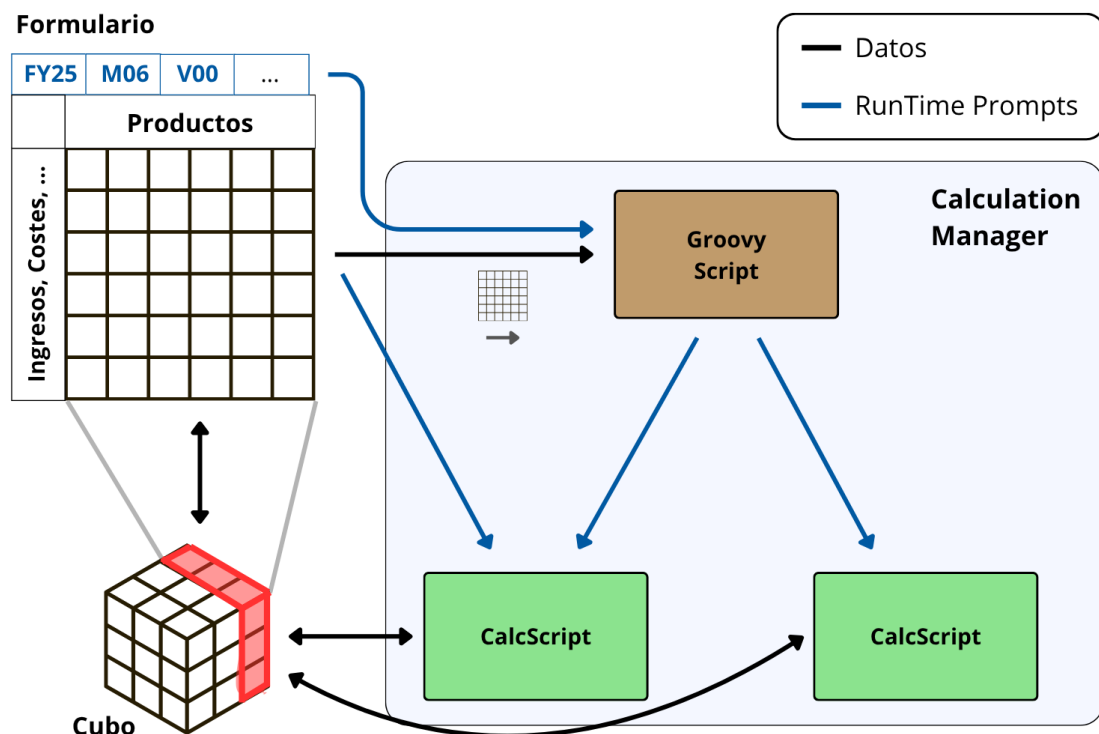 Formulario
FY25 M06 V00 ...
Productos
Ingresos, Costes, ...
Datos
RunTime Prompts
Calculation
Manager
Groovy
Script
CalcScript
CalcScript
Cubo